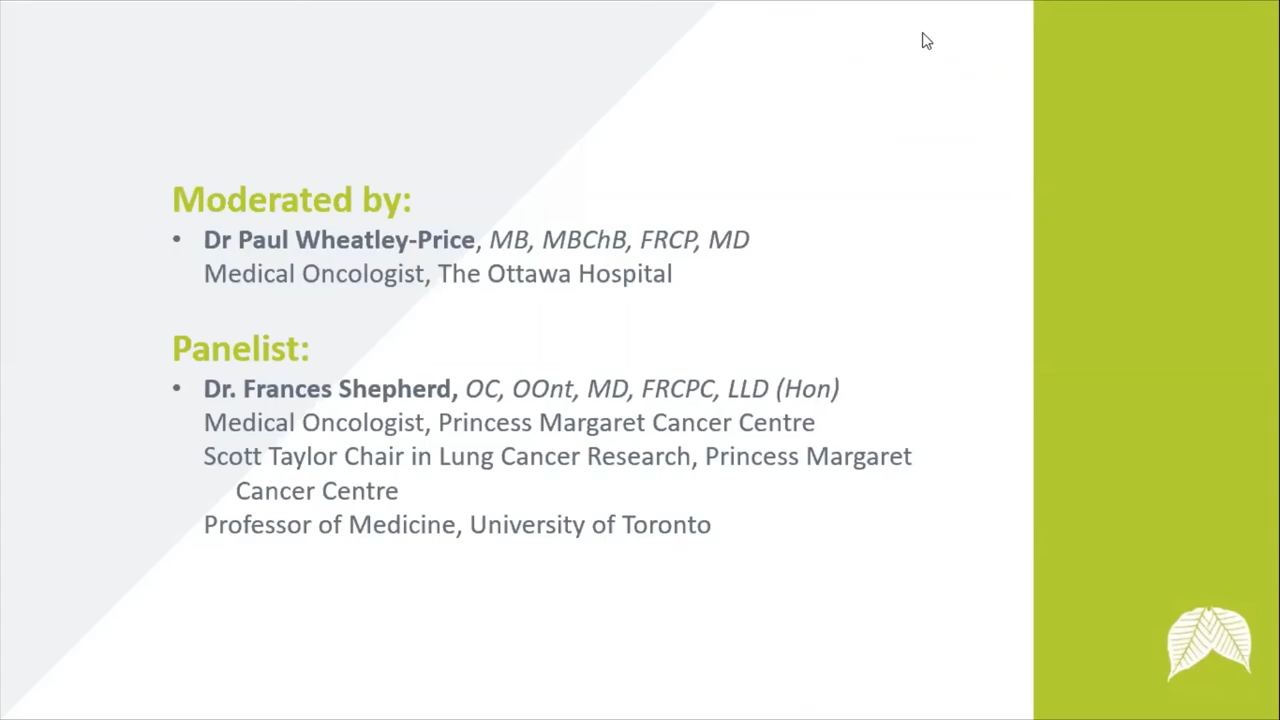 Moderated by:
• Dr Paul Wheatley-Price, MB, MBChB, FRCP, MD
Medical Oncologist, The Ottawa Hospital
Panelist:
• Dr. Frances Shepherd, OC, OOnt, MD, FRCPC, LLD (Hon)
Medical Oncologist, Princess Margaret Cancer Centre
Scott Taylor Chair in Lung Cancer Research, Princess Margaret
Cancer Centre
Professor of Medicine, University of Toronto